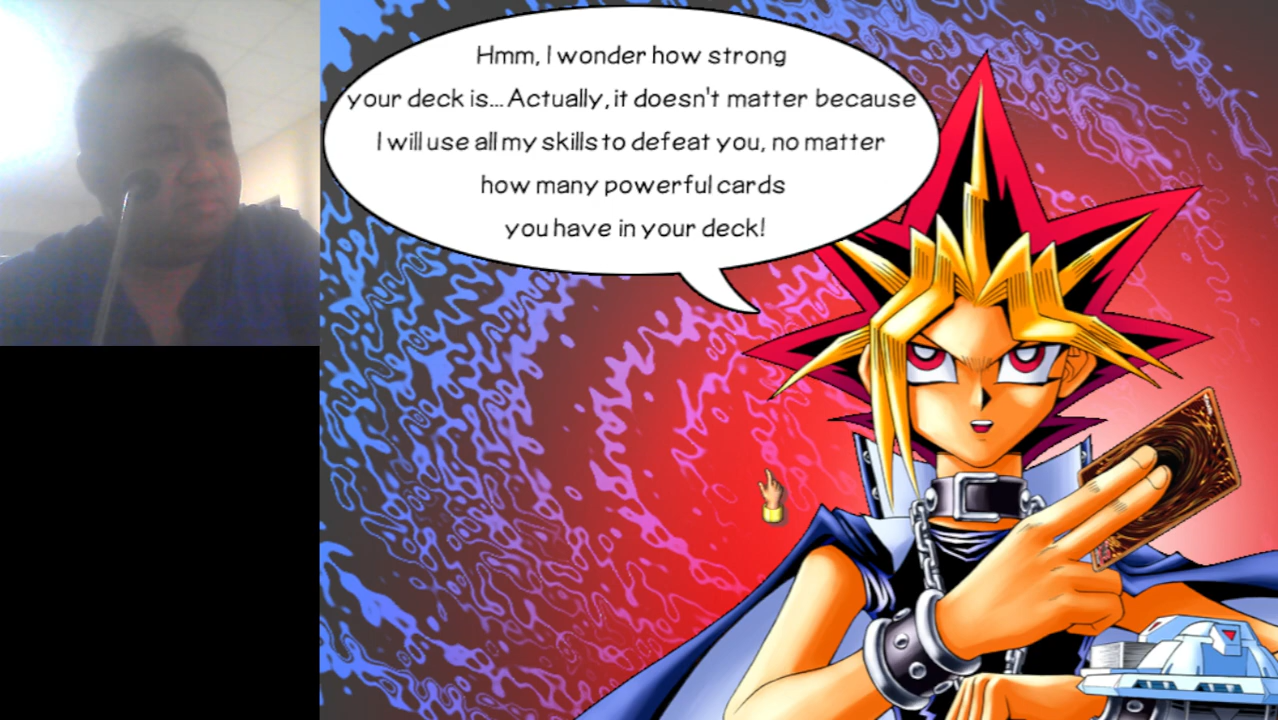 Hmm, I wonder how strong
your deck is... Actually, it doesn't matter because
I will use all my skills to defeat you, no matter
how many powerful cards
you have in your deck!